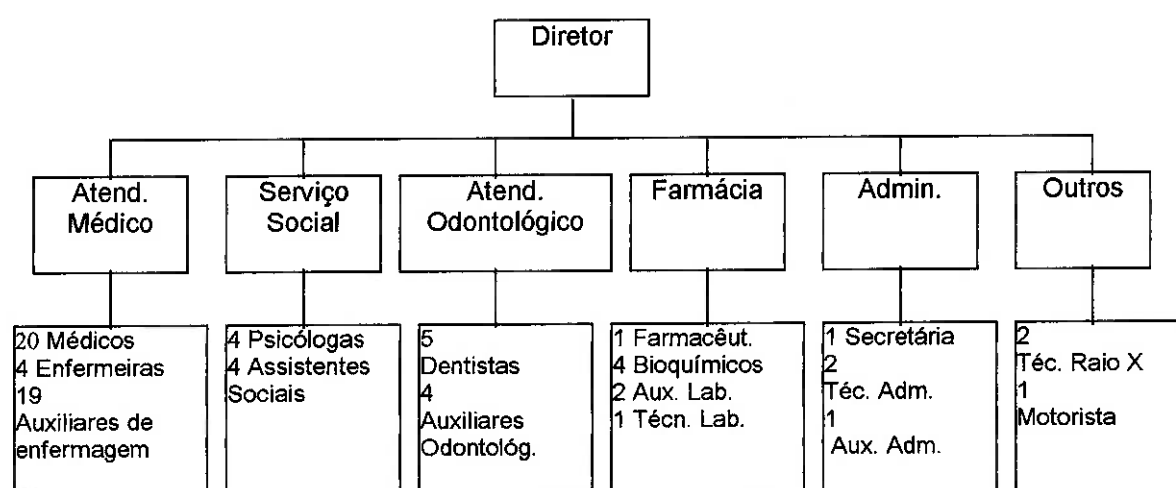 Diretor
Atend.
Médico
Serviço
Social
Atend.
Odontológico
Farmácia
Admin.
Outros
20 Médicos
4 Enfermeiras
19
Auxiliares de
enfermagem
4 Psicólogas
4 Assistentes
Sociais
5
Dentistas
4
Auxiliares
Odontológ.
1 Farmacêut.
4 Bioquímicos
2 Aux. Lab.
1 Técn. Lab.
1 Secretária
2
Téc. Adm.
1
Aux. Adm.
2
Téc. Raio X
1
Motorista